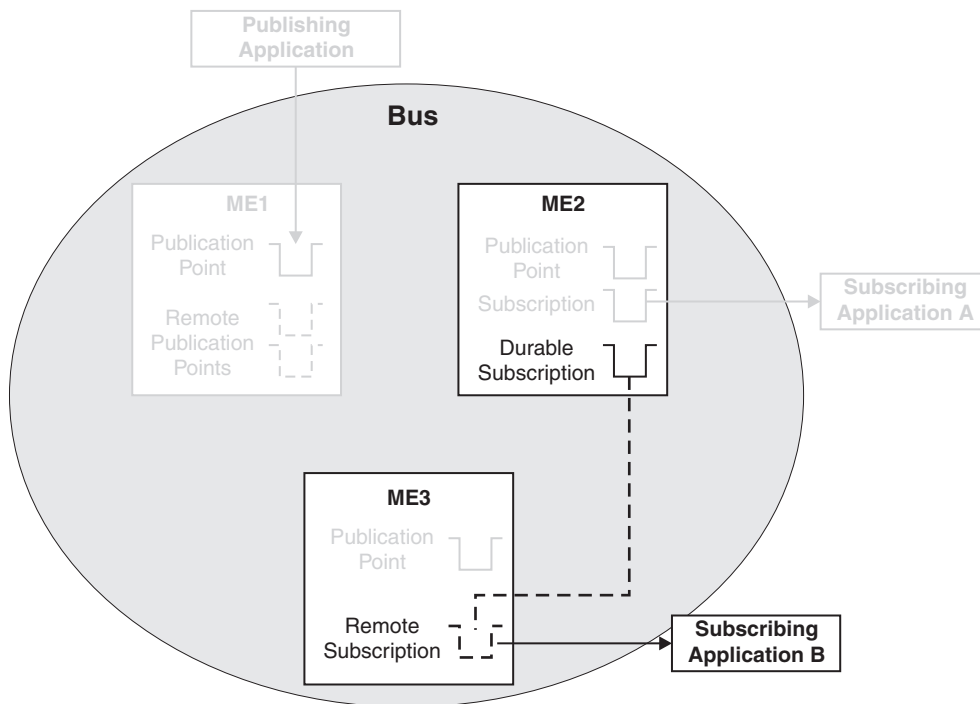 Publishing
Application
Bus
ME1
Publication
Point
Remote
Publication
Points
ME2
Publication
Point
Subscription
Durable
Subscription
Subscribing
Application A
ME3
Publication
Point
Remote
Subscription
Subscribing
Application B